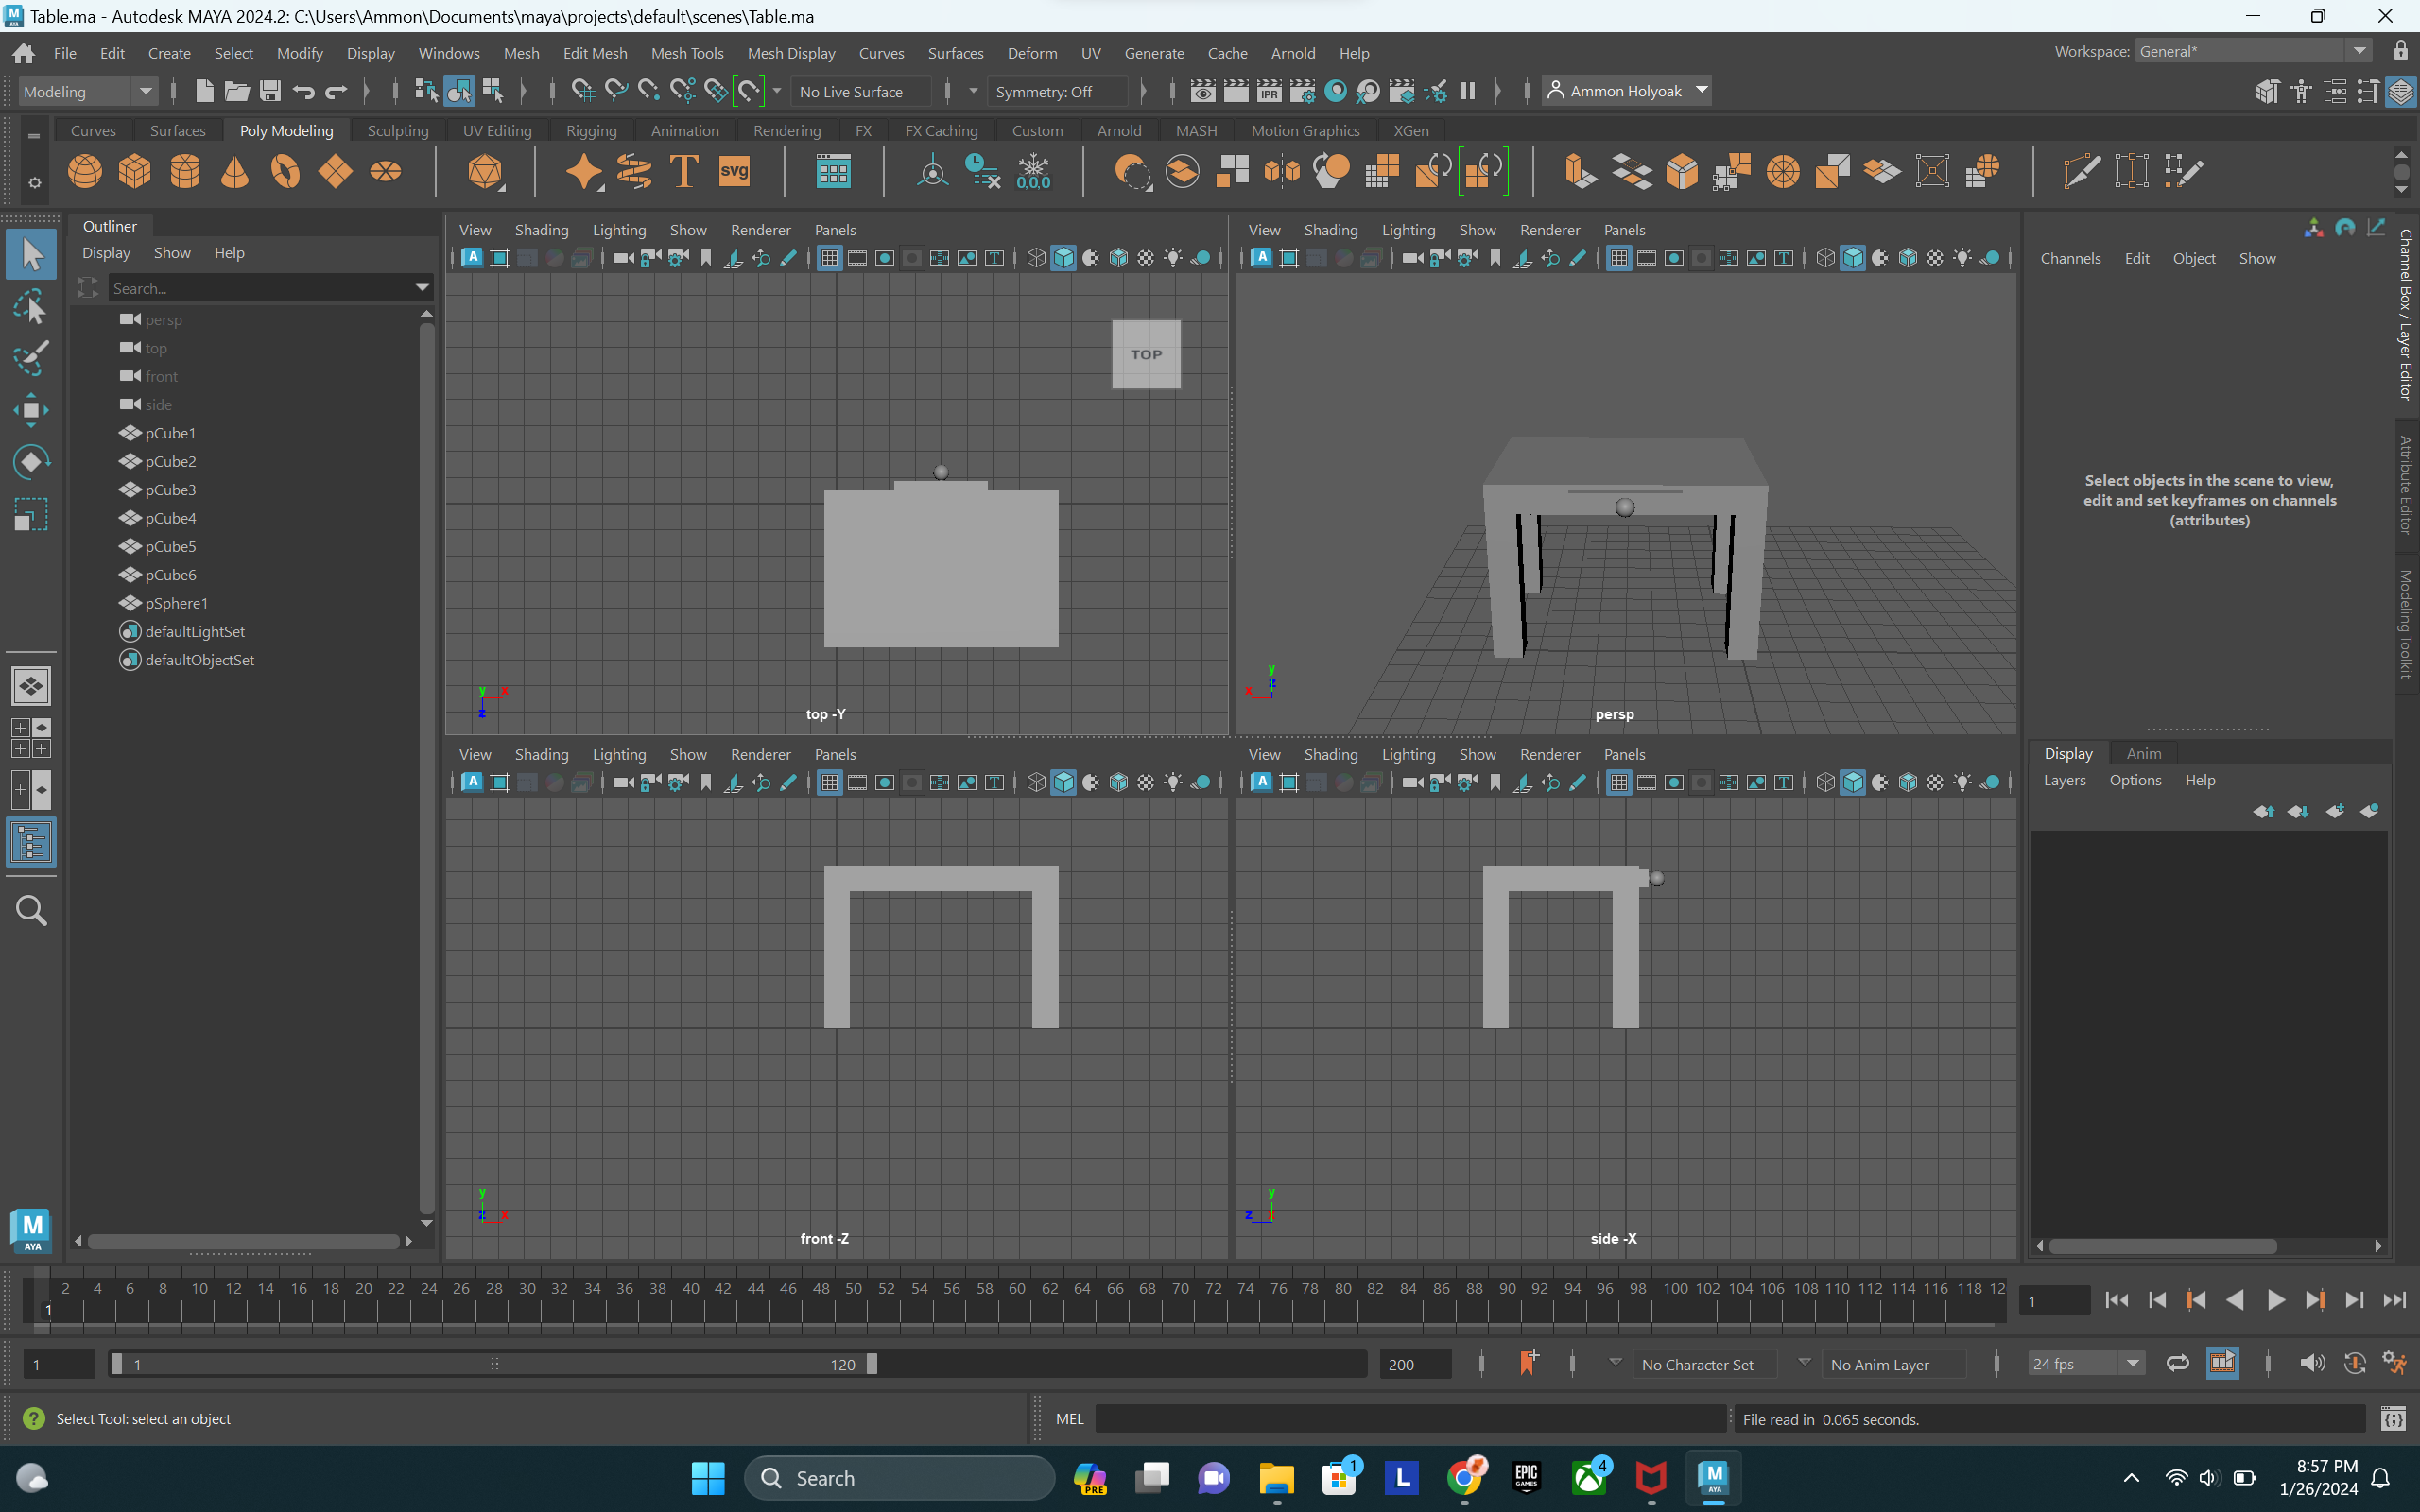 Table.ma - Autodesk MAYA 2024.2: C:\Users\Ammon\Documents\maya\projects\default\scenes\Table.ma
File Edit Create Select Modify Display Windows Mesh Edit Mesh Mesh Tools Mesh Display Curves Surfaces Deform UV Generate Cache Arnold Help Workspace: General*
Modeling No Live Surface Symmetry: Off IPR Ammon Holyoak
Curves Surfaces Poly Modeling Sculpting UV Editing Rigging Animation Rendering FX FX Caching Custom Arnold MASH Motion Graphics XGen
T svg 0,0,0
Outliner
Display Show Help
Search...
persp
top
front
side
pCube1
pCube2
pCube3
pCube4
pCube5
pCube6
pSphere1
defaultLightSet
defaultObjectSet
View Shading Lighting Show Renderer Panels
TOP
y x
z
top -Y
View Shading Lighting Show Renderer Panels
y
x z
persp
View Shading Lighting Show Renderer Panels
y
z x
front -Z
View Shading Lighting Show Renderer Panels
y
z x
side -X
Channels Edit Object Show
Select objects in the scene to view,
edit and set keyframes on channels
(attributes)
Channel Box / Layer Editor
Attribute Editor
Modeling Toolkit
Display Anim
Layers Options Help
M
AYA
2 4 6 8 10 12 14 16 18 20 22 24 26 28 30 32 34 36 38 40 42 44 46 48 50 52 54 56 58 60 62 64 66 68 70 72 74 76 78 80 82 84 86 88 90 92 94 96 98 100 102 104 106 108 110 112 114 116 118 12
1 1
1 1 120 200 No Character Set No Anim Layer 24 fps
Select Tool: select an object MEL File read in 0.065 seconds.
Search PRE 1 L EPIC GAMES 4 M AYA
8:57 PM
1/26/2024